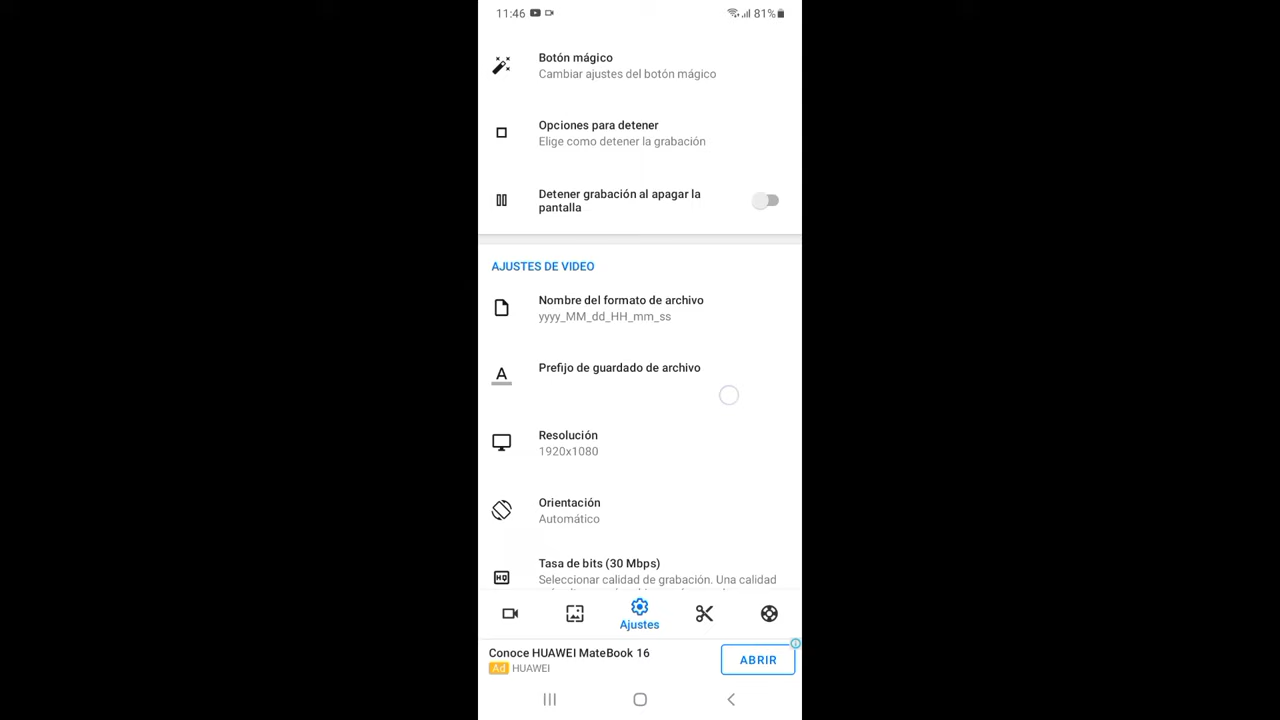 11:46
81%
Botón mágico
Cambiar ajustes del botón mágico
Opciones para detener
Elige como detener la grabación
Detener grabación al apagar la
pantalla
AJUSTES DE VIDEO
Nombre del formato de archivo
yyyy_MM_dd_HH_mm_ss
A
Prefijo de guardado de archivo
Resolución
1920x1080
Orientación
Automático
Tasa de bits (30 Mbps)
HQ
Seleccionar calidad de grabación. Una calidad
Ajustes
Conoce HUAWEI MateBook 16
Ad HUAWEI
ABRIR